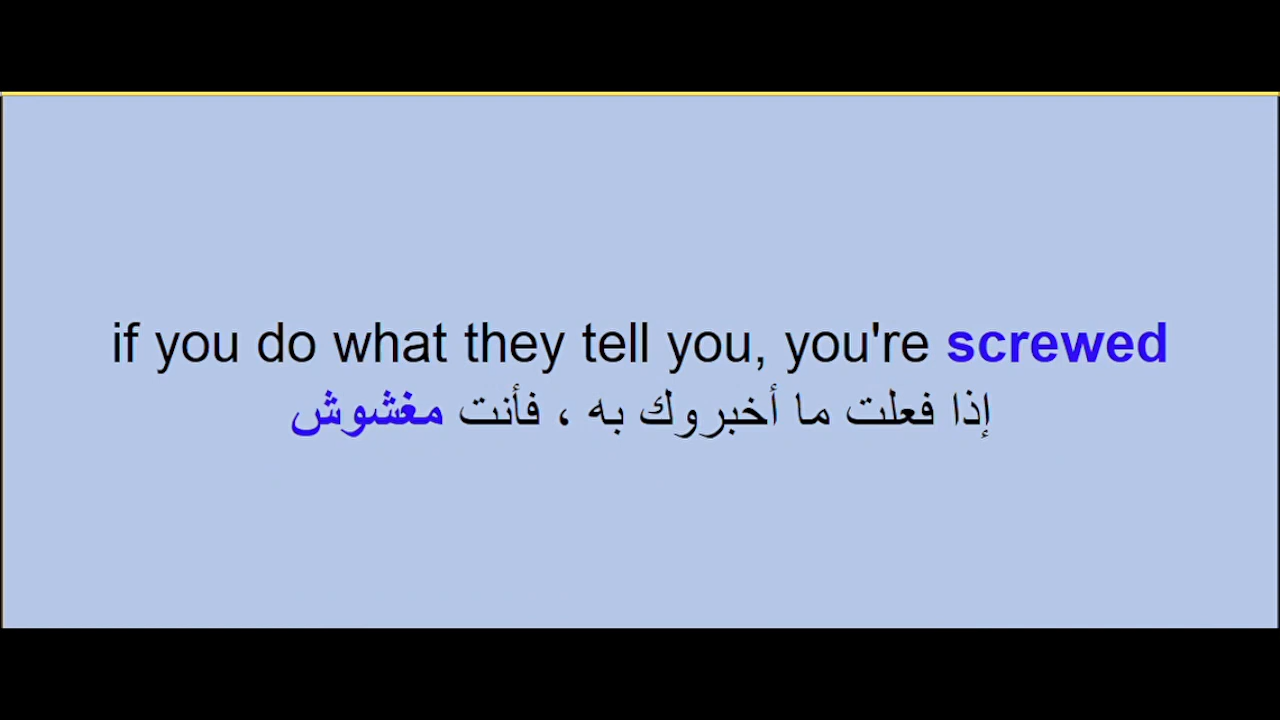 if you do what they tell you, you're screwed
إذا فعلت ما أخبروك به ، فأنت مغشوش